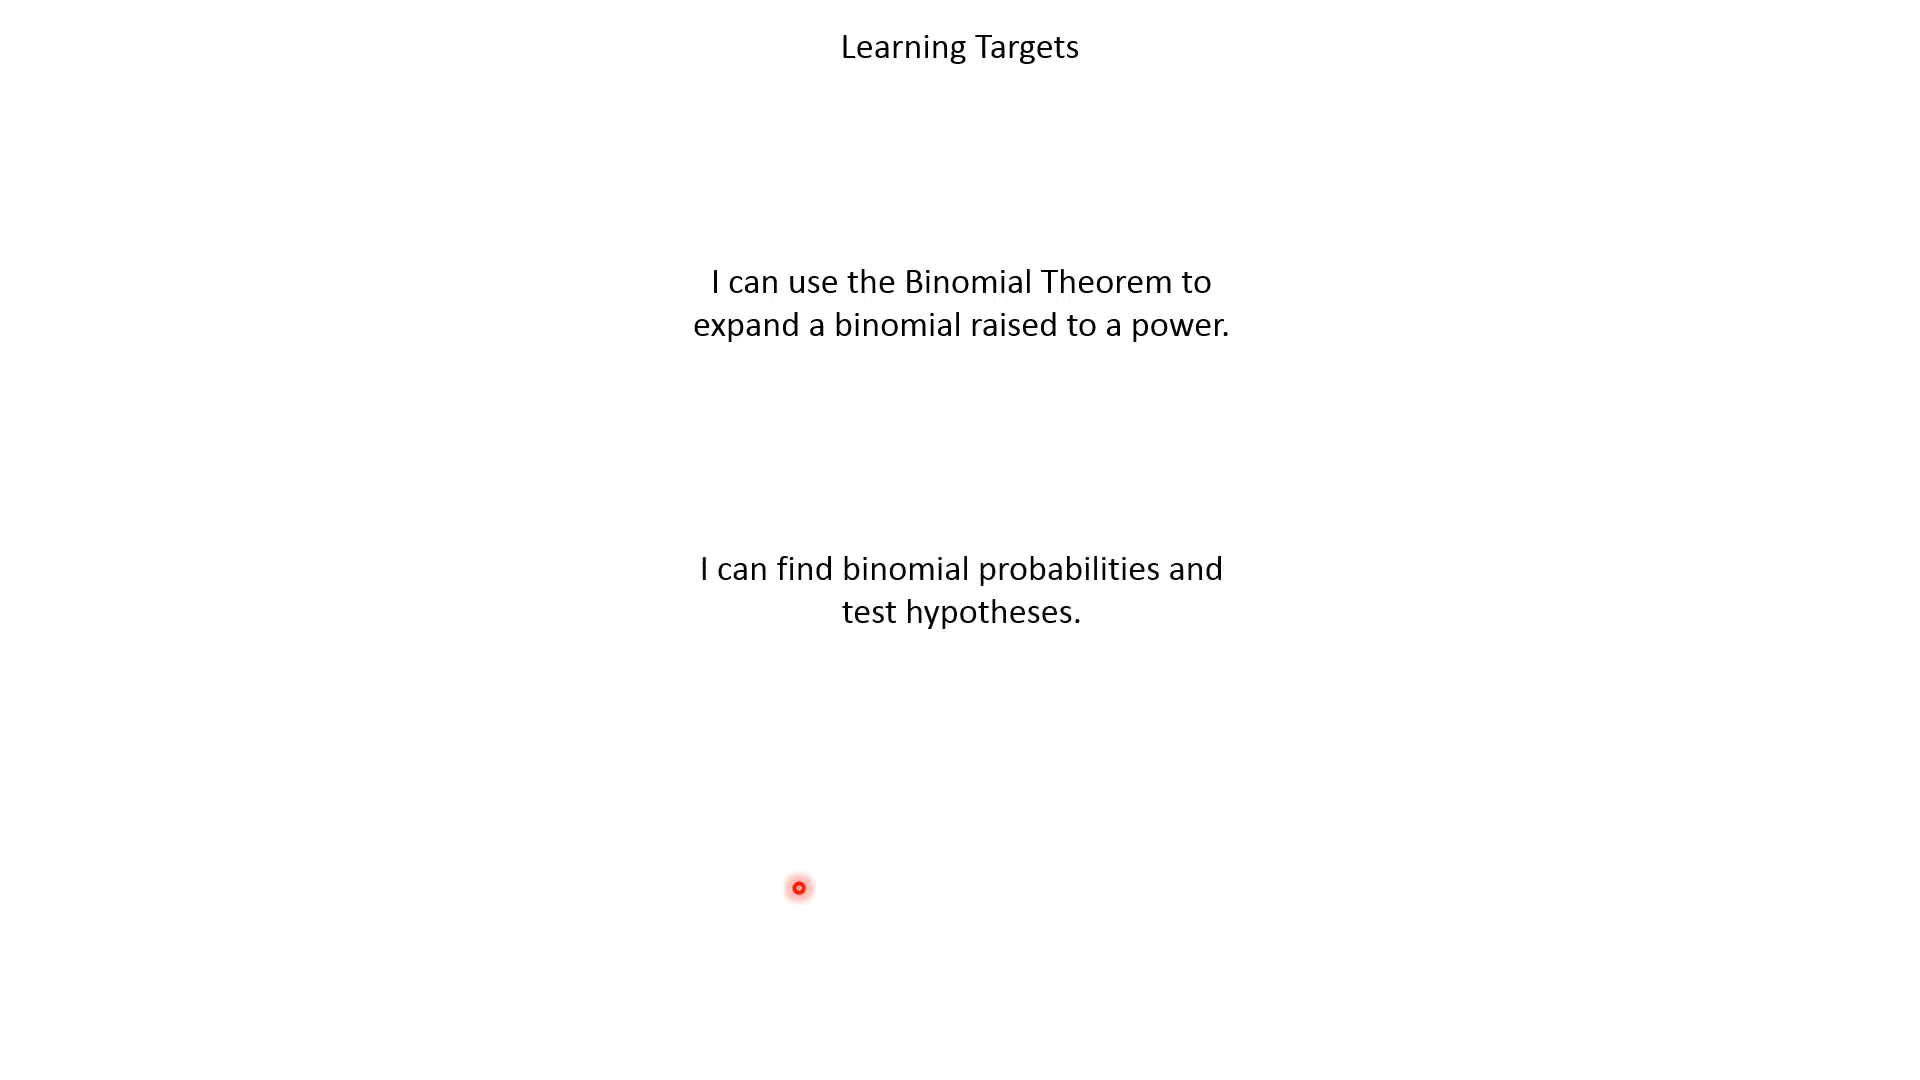 Learning Targets
I can use the Binomial Theorem to
expand a binomial raised to a power.
I can find binomial probabilities and
test hypotheses.